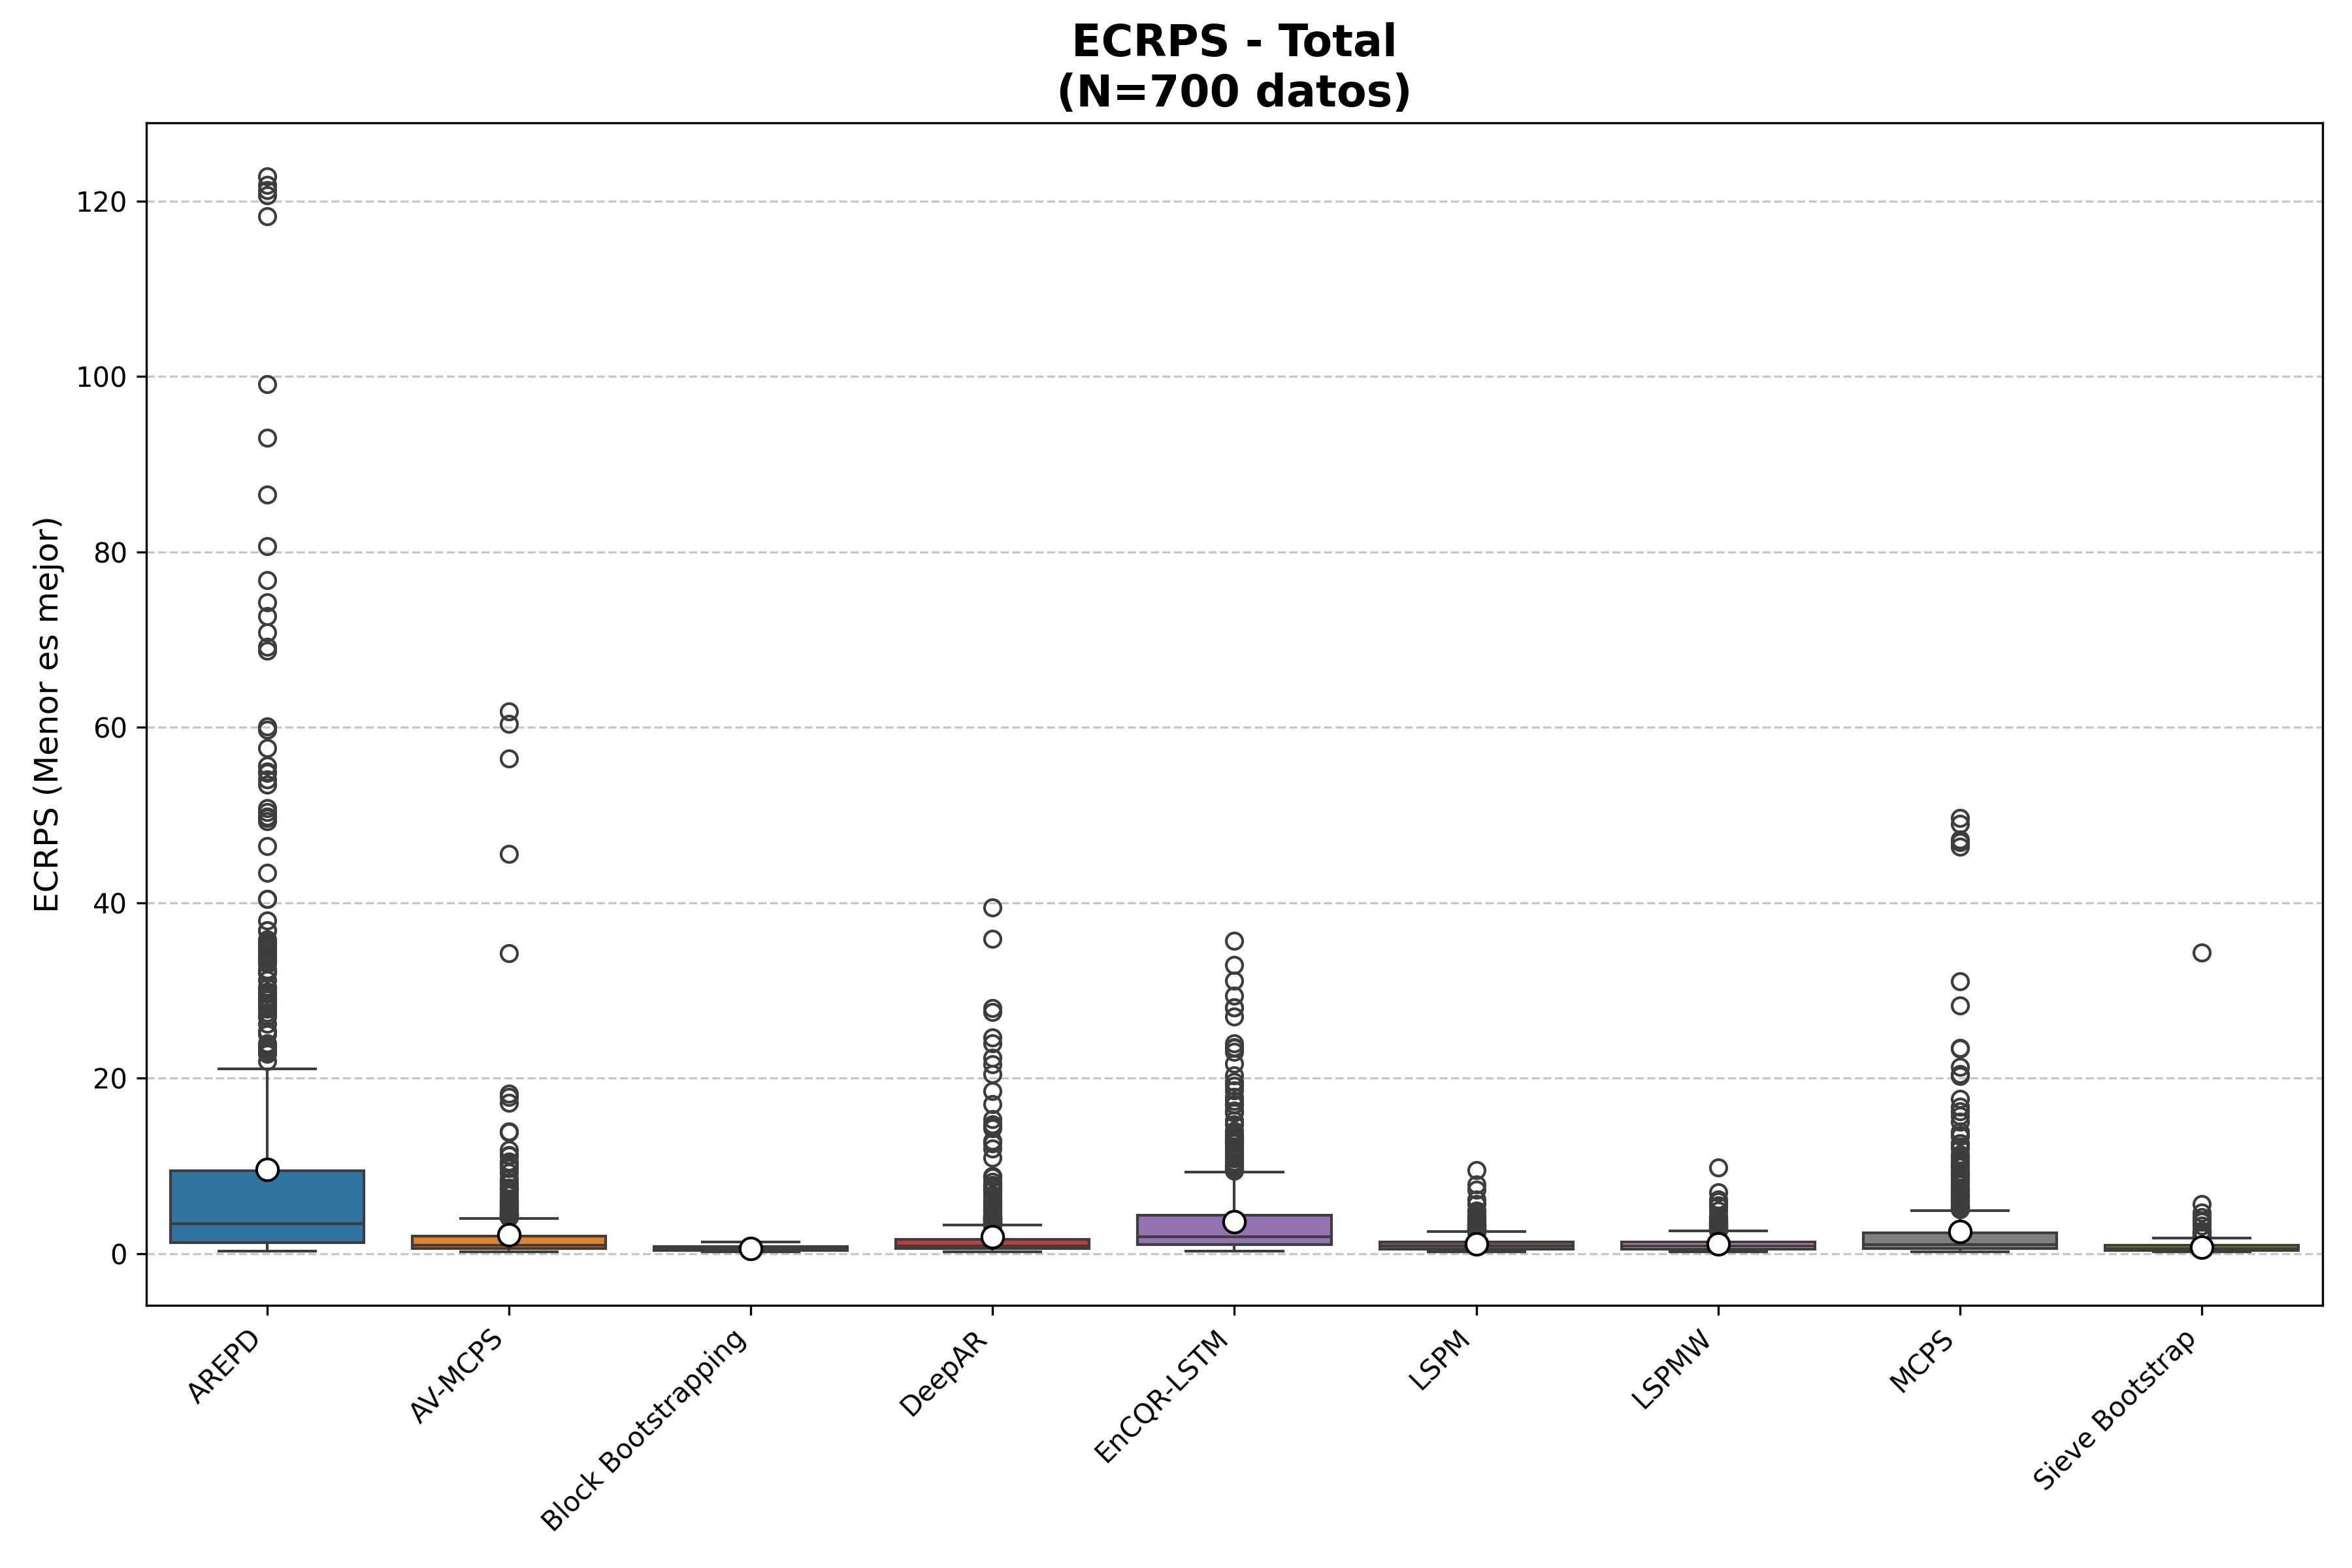 ECRPS - Total
(N=700 datos)
ECRPS (Menor es mejor)
120
100
80
60
40
20
0
AREPD
AV-MCPS
Block Bootstrapping
DeepAR
EnCQR-LSTM
LSPM
LSPMW
MCPS
Sieve Bootstrap